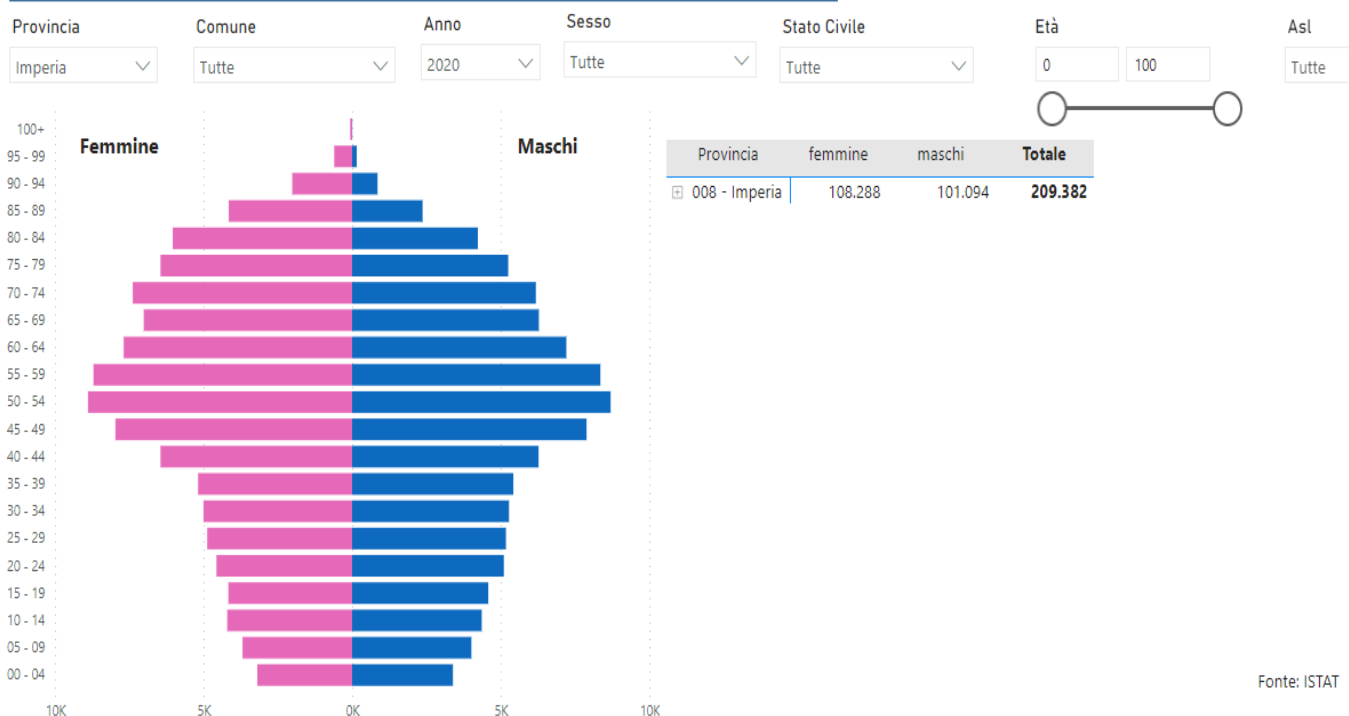 Provincia Comune Anno Sesso Stato Civile Età Asl
Imperia Tutte 2020 Tutte Tutte 0 100 Tutte
100+
Femmine Maschi
95 - 99
90 - 94
85 - 89
80 - 84
75 - 79
70 - 74
65 - 69
60 - 64
55 - 59
50 - 54
45 - 49
40 - 44
35 - 39
30 - 34
25 - 29
20 - 24
15 - 19
10 - 14
05 - 09
00 - 04
10K 5K 0K 5K 10K
Provincia femmine maschi Totale
008 - Imperia 108.288 101.094 209.382
Fonte: ISTAT